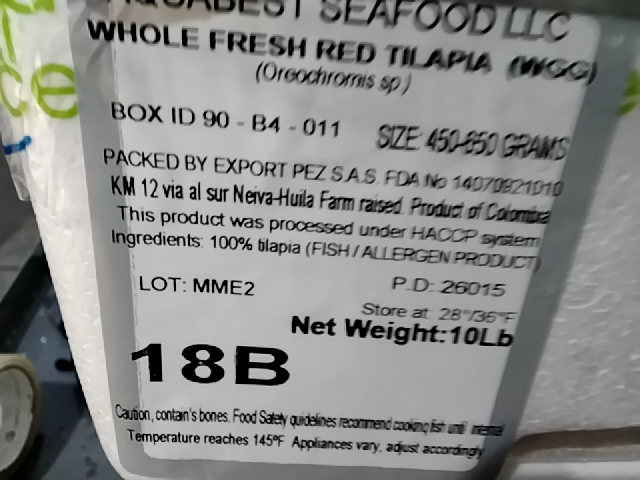 AQUABEST SEAFOOD LLC
WHOLE FRESH RED TILAPIA (WGG)
(Oreochromis sp)
BOX ID 90 - B4 - 011
SIZE: 450-650 GRAMS
PACKED BY EXPORT PEZ S.A.S. FDA No 14070921010
KM 12 via al sur Neiva-Huila Farm raised. Product of Colombia
This product was processed under HACCP system
Ingredients: 100% tilapia (FISH / ALLERGEN PRODUCT)
LOT: MME2
P.D: 26015
Store at: 28°/36°F
Net Weight:10Lb
18B
Caution, contain's bones. Food Safety guidelines recommend cooking fish until internal
Temperature reaches 145ºF Appliances vary, adjust accordingly